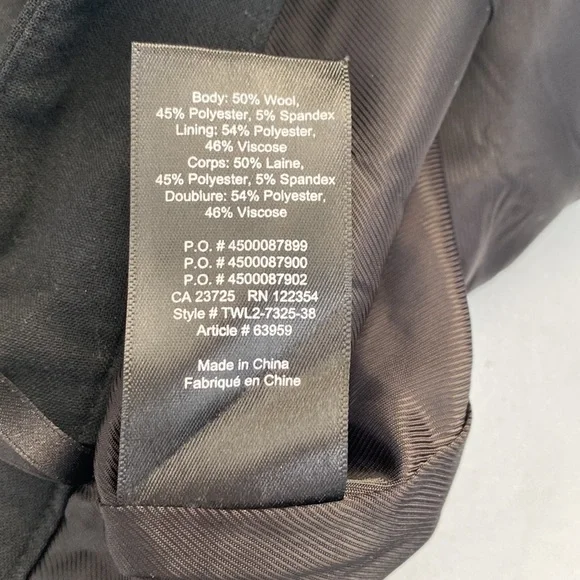 Body: 50% Wool,
45% Polyester, 5% Spandex
Lining: 54% Polyester,
46% Viscose
Corps: 50% Laine,
45% Polyester, 5% Spandex
Doublure: 54% Polyester,
46% Viscose
P.O. # 4500087899
P.O. # 4500087900
P.O. # 4500087902
CA 23725 RN 122354
Style # TWL2-7325-38
Article # 63959
Made in China
Fabriqué en Chine